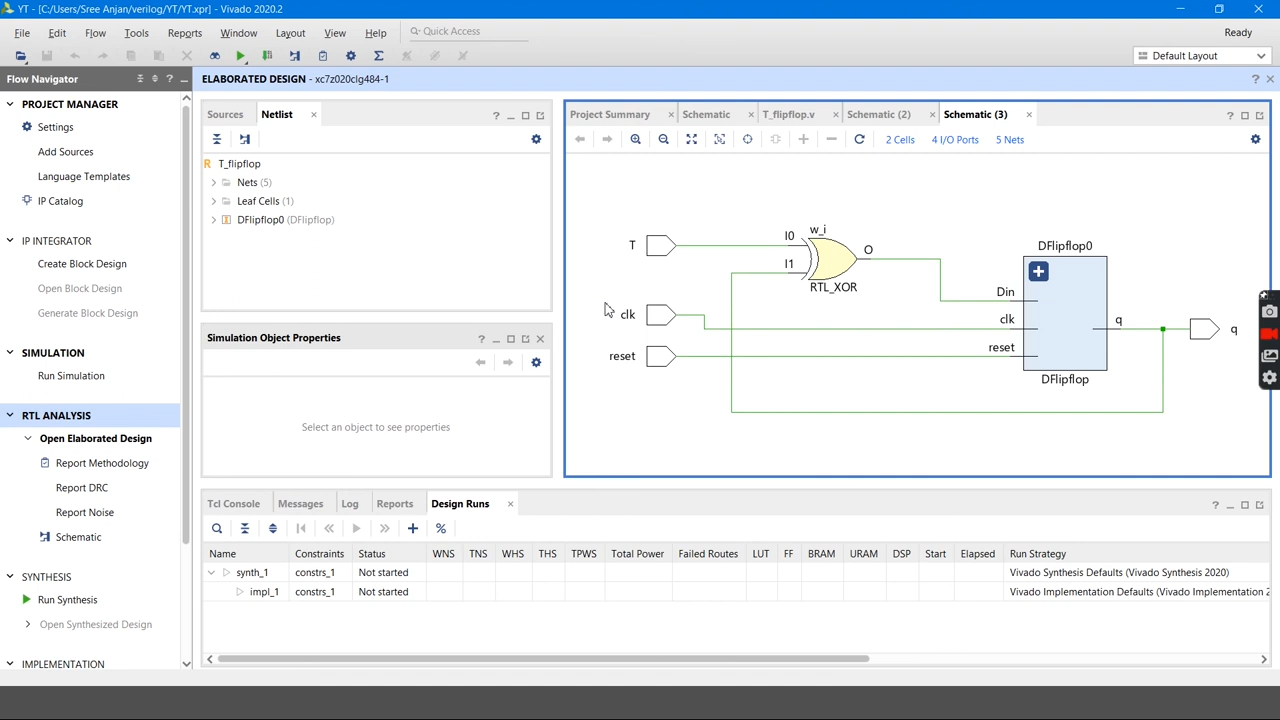 YT - [C:/Users/Sree Anjan/verilog/YT/YT.xpr] - Vivado 2020.2
File Edit Flow Tools Reports Window Layout View Help Quick Access Ready
Default Layout
Flow Navigator
ELABORATED DESIGN - xc7z020clg484-1
PROJECT MANAGER
Settings
Add Sources
Language Templates
IP Catalog
IP INTEGRATOR
Create Block Design
Open Block Design
Generate Block Design
SIMULATION
Run Simulation
RTL ANALYSIS
Open Elaborated Design
Report Methodology
Report DRC
Report Noise
Schematic
SYNTHESIS
Run Synthesis
Open Synthesized Design
IMPLEMENTATION
Sources Netlist
R T_flipflop
Nets (5)
Leaf Cells (1)
DFlipflop0 (DFlipflop)
Simulation Object Properties
Select an object to see properties
Project Summary Schematic T_flipflop.v Schematic (2) Schematic (3)
2 Cells 4 I/O Ports 5 Nets
T
clk
reset
I0
I1
w_i
O
RTL_XOR
DFlipflop0
Din
clk
reset
q
DFlipflop
q
Tcl Console Messages Log Reports Design Runs
Name Constraints Status WNS TNS WHS THS TPWS Total Power Failed Routes LUT FF BRAM URAM DSP Start Elapsed Run Strategy
synth_1 constrs_1 Not started Vivado Synthesis Defaults (Vivado Synthesis 2020)
impl_1 constrs_1 Not started Vivado Implementation Defaults (Vivado Implementation 2